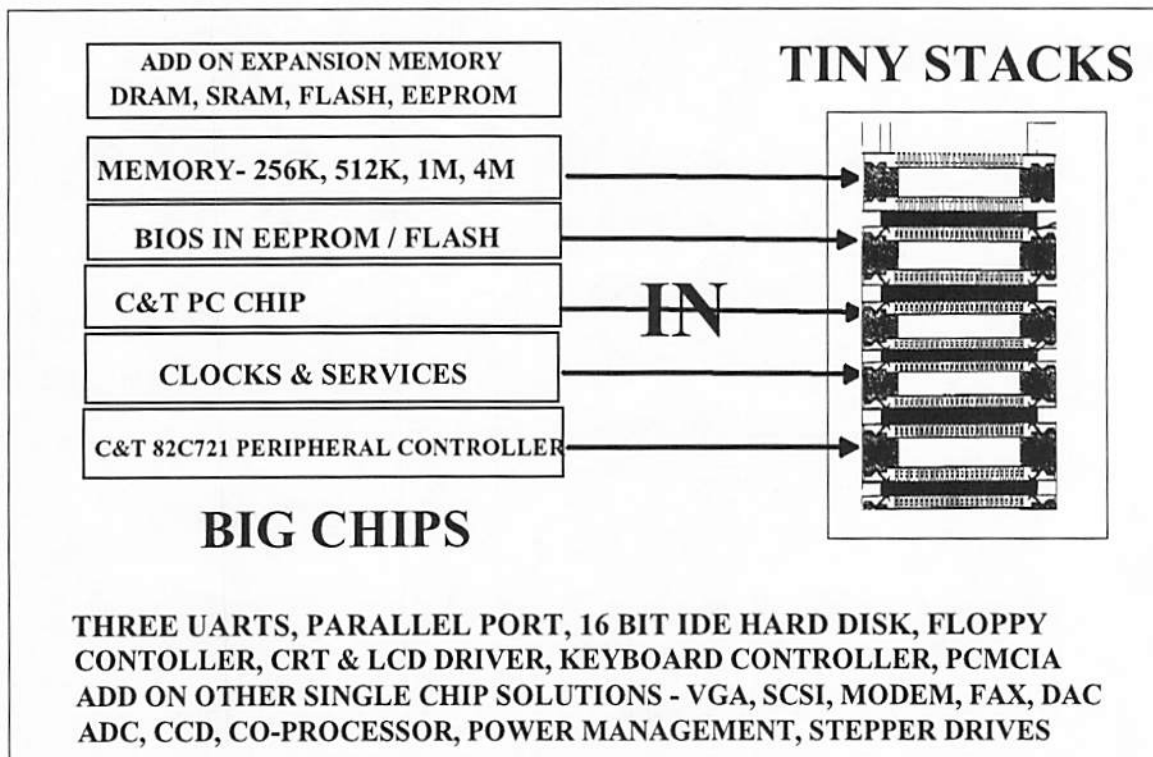 ADD ON EXPANSION MEMORY
DRAM, SRAM, FLASH, EEPROM
MEMORY- 256K, 512K, 1M, 4M
BIOS IN EEPROM / FLASH
C&T PC CHIP
CLOCKS & SERVICES
C&T 82C721 PERIPHERAL CONTROLLER
BIG CHIPS
IN
TINY STACKS
THREE UARTS, PARALLEL PORT, 16 BIT IDE HARD DISK, FLOPPY
CONTOLLER, CRT & LCD DRIVER, KEYBOARD CONTROLLER, PCMCIA
ADD ON OTHER SINGLE CHIP SOLUTIONS - VGA, SCSI, MODEM, FAX, DAC
ADC, CCD, CO-PROCESSOR, POWER MANAGEMENT, STEPPER DRIVES